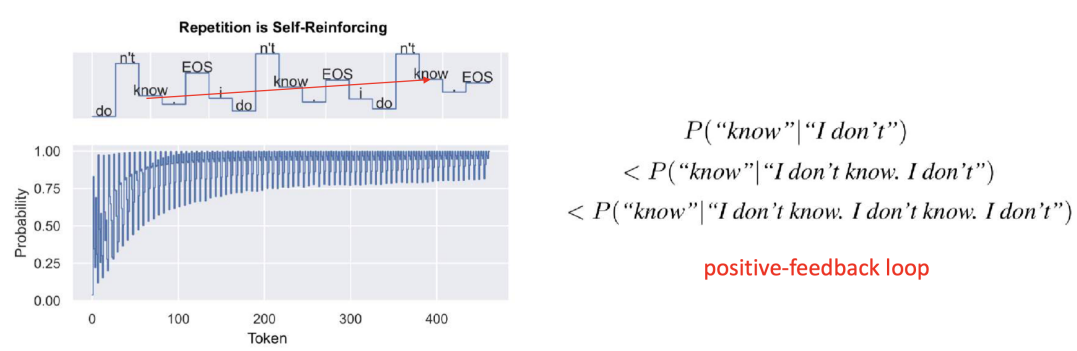 Repetition is Self-Reinforcing
do n't know . EOS i do n't know . EOS i do n't know . EOS
1.00
0.75
0.50
0.25
0.00
Probability
0 100 200 300 400
Token
P(“know”|“I don’t”)
< P(“know”|“I don’t know. I don’t”)
< P(“know”|“I don’t know. I don’t know. I don’t”)
positive-feedback loop